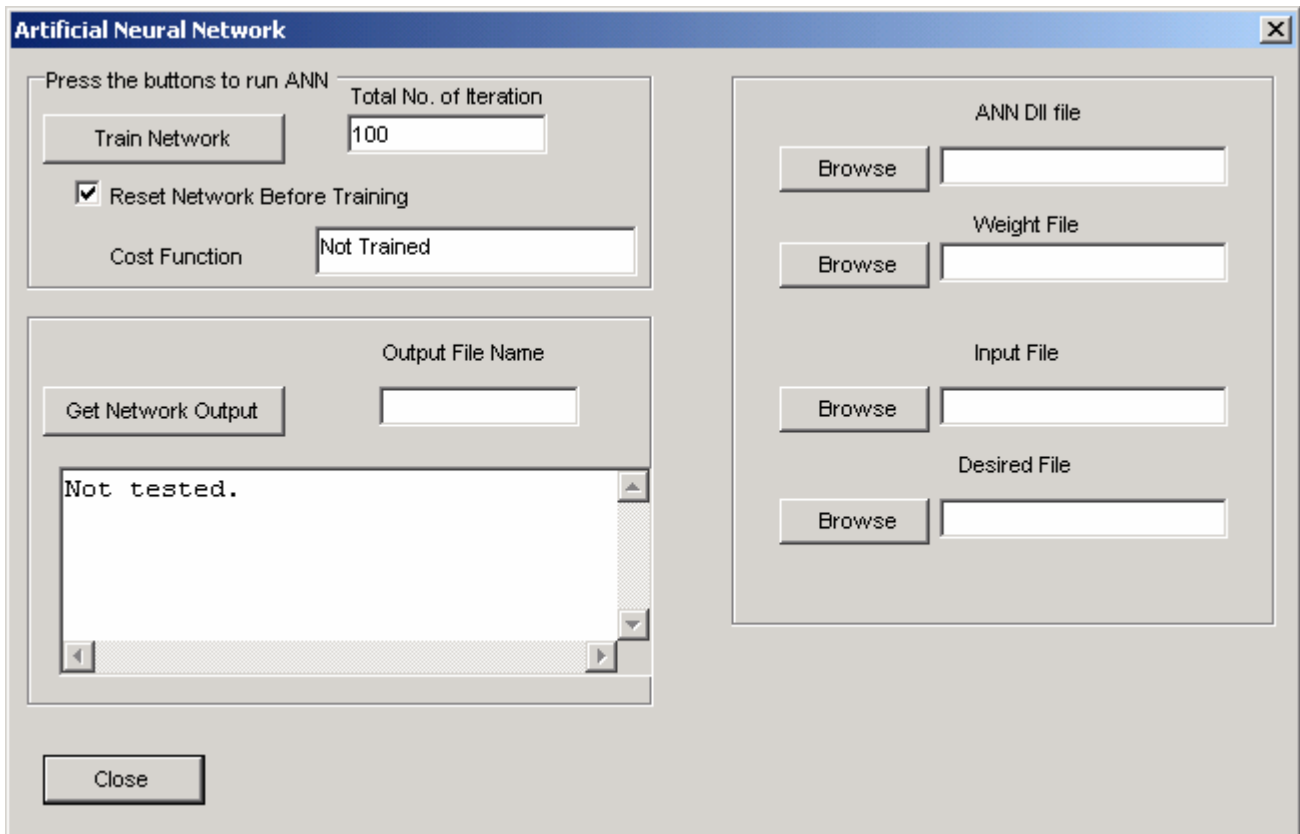 Artificial Neural Network
Press the buttons to run ANN
Total No. of Iteration
Train Network
100
Reset Network Before Training
Cost Function
Not Trained
Output File Name
Get Network Output
Not tested.
Close
ANN Dll file
Browse
Weight File
Browse
Input File
Browse
Desired File
Browse